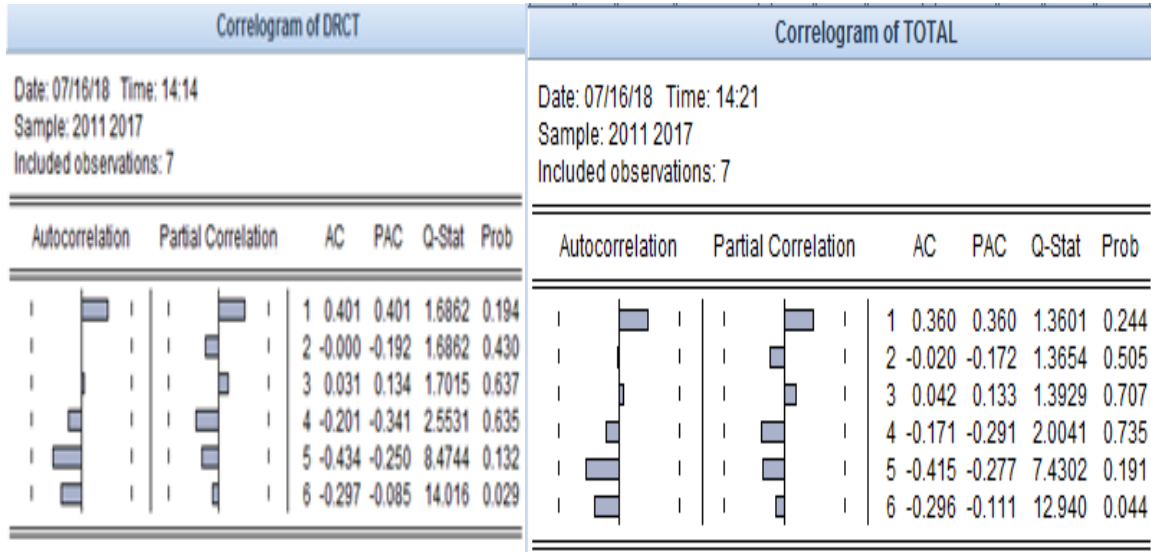 Correlogram of DRCT
Date: 07/16/18 Time: 14:14
Sample: 2011 2017
Included observations: 7
Autocorrelation Partial Correlation AC PAC Q-Stat Prob
1 0.401 0.401 1.6862 0.194
2 -0.000 -0.192 1.6862 0.430
3 0.031 0.134 1.7015 0.637
4 -0.201 -0.341 2.5531 0.635
5 -0.434 -0.250 8.4744 0.132
6 -0.297 -0.085 14.016 0.029
Correlogram of TOTAL
Date: 07/16/18 Time: 14:21
Sample: 2011 2017
Included observations: 7
Autocorrelation Partial Correlation AC PAC Q-Stat Prob
1 0.360 0.360 1.3601 0.244
2 -0.020 -0.172 1.3654 0.505
3 0.042 0.133 1.3929 0.707
4 -0.171 -0.291 2.0041 0.735
5 -0.415 -0.277 7.4302 0.191
6 -0.296 -0.111 12.940 0.044